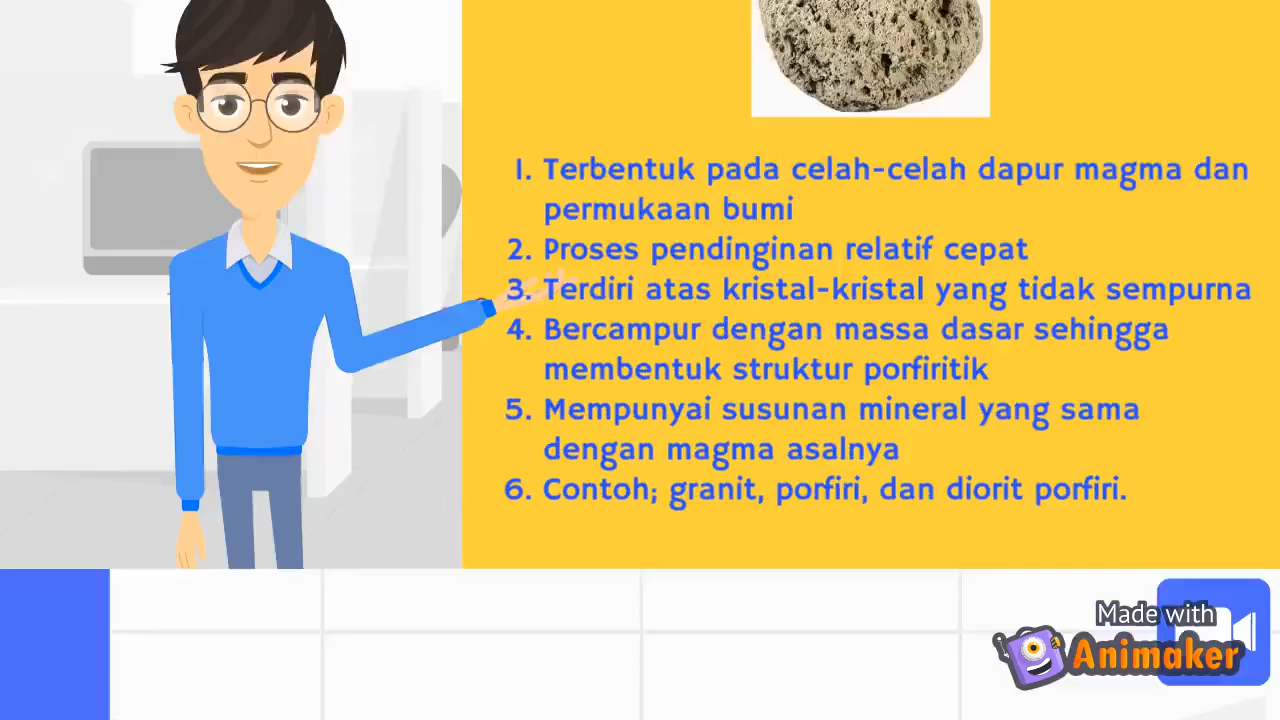 1. Terbentuk pada celah-celah dapur magma dan
permukaan bumi
2. Proses pendinginan relatif cepat
3. Terdiri atas kristal-kristal yang tidak sempurna
4. Bercampur dengan massa dasar sehingga
membentuk struktur porfiritik
5. Mempunyai susunan mineral yang sama
dengan magma asalnya
6. Contoh; granit, porfiri, dan diorit porfiri.
Made with
Animaker